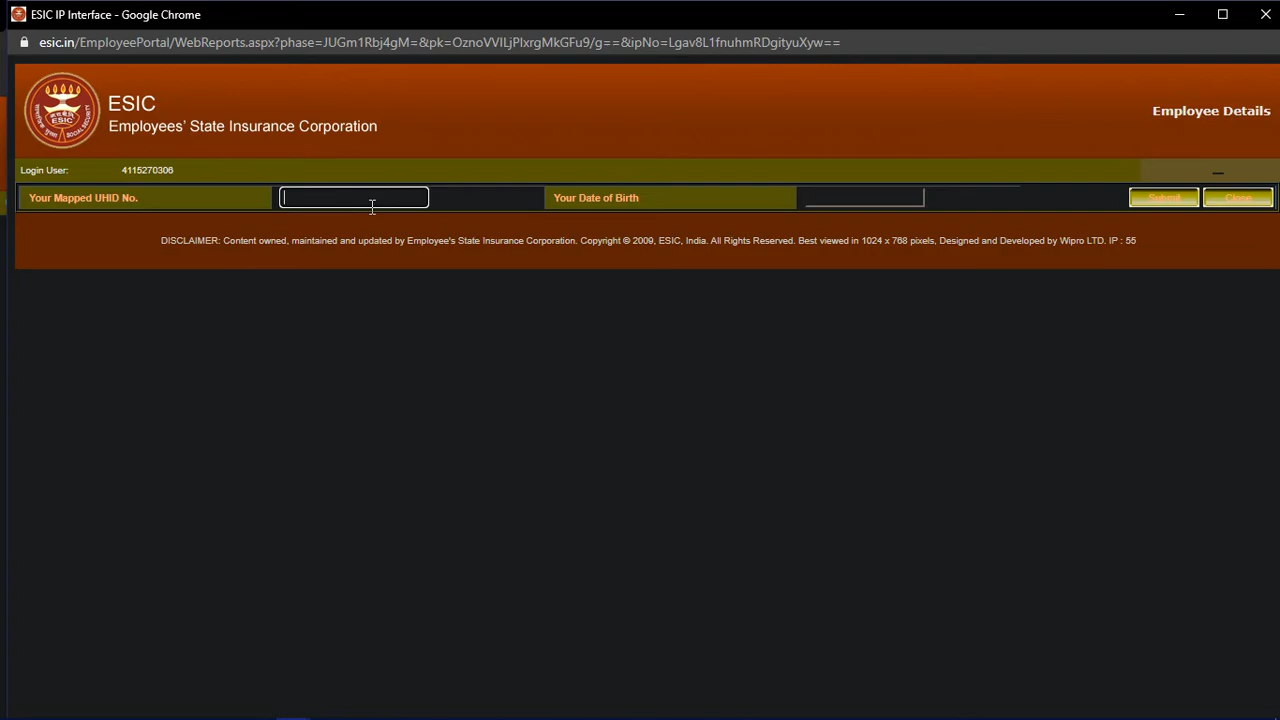 ESIC IP Interface - Google Chrome
esic.in/EmployeePortal/WebReports.aspx?phase=JUGm1Rbj4gM=&pk=OznoVVILjPlxrgMkGFu9/g==&ipNo=Lgav8L1fnuhmRDgityuXyw==
ESIC
Employees' State Insurance Corporation
Employee Details
Login User: 4115270306
Your Mapped UHID No. Your Date of Birth Submit Close
DISCLAIMER: Content owned, maintained and updated by Employee's State Insurance Corporation. Copyright © 2009, ESIC, India. All Rights Reserved. Best viewed in 1024 x 768 pixels, Designed and Developed by Wipro LTD. IP : 55